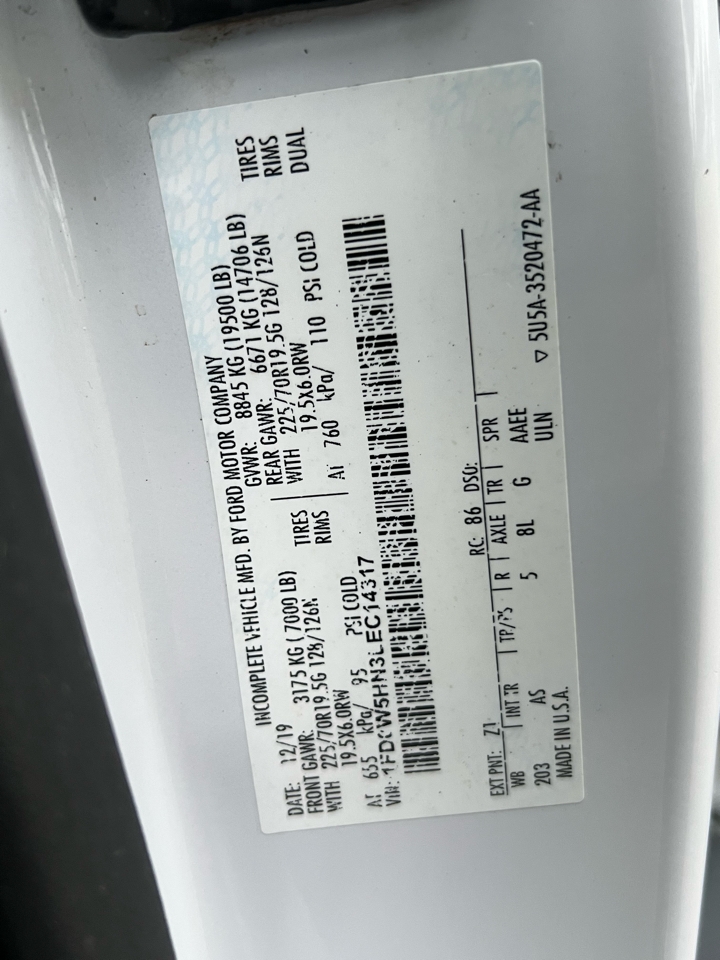 INCOMPLETE VEHICLE MFD. BY FORD MOTOR COMPANY
DATE: 12/19 GVWR: 8845 KG (19500 LB)
FRONT GAWR: 3175 KG ( 7000 LB) REAR GAWR: 6671 KG (14706 LB)
WITH 225/70R19.5G 128/126N TIRES WITH 225/70R19.5G 128/126N TIRES
19.5X6.0RW RIMS 19.5X6.0RW RIMS
AT 655 kPa/ 95 PSI COLD AT 760 kPa/ 110 PSI COLD DUAL
VIN:
EXT PNT: Z1 RC: 86 DSO:
WB INT TR TP/PS R AXLE TR SPR
203 AS 5 8L G AAEE
MADE IN U.S.A. ULN
▽ 5U5A-3520472-AA